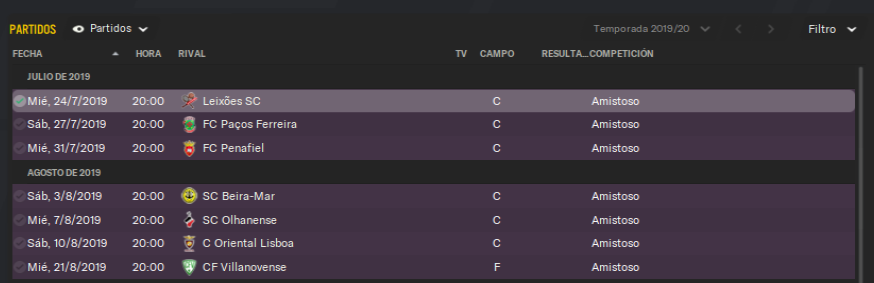 PARTIDOS Partidos Temporada 2019/20 Filtro
FECHA HORA RIVAL TV CAMPO RESULTA...COMPETICIÓN
JULIO DE 2019
Mié, 24/7/2019 20:00 Leixões SC C Amistoso
Sáb, 27/7/2019 20:00 FC Paços Ferreira C Amistoso
Mié, 31/7/2019 20:00 FC Penafiel C Amistoso
AGOSTO DE 2019
Sáb, 3/8/2019 20:00 SC Beira-Mar C Amistoso
Mié, 7/8/2019 20:00 SC Olhanense C Amistoso
Sáb, 10/8/2019 20:00 C Oriental Lisboa C Amistoso
Mié, 21/8/2019 20:00 CF Villanovense F Amistoso